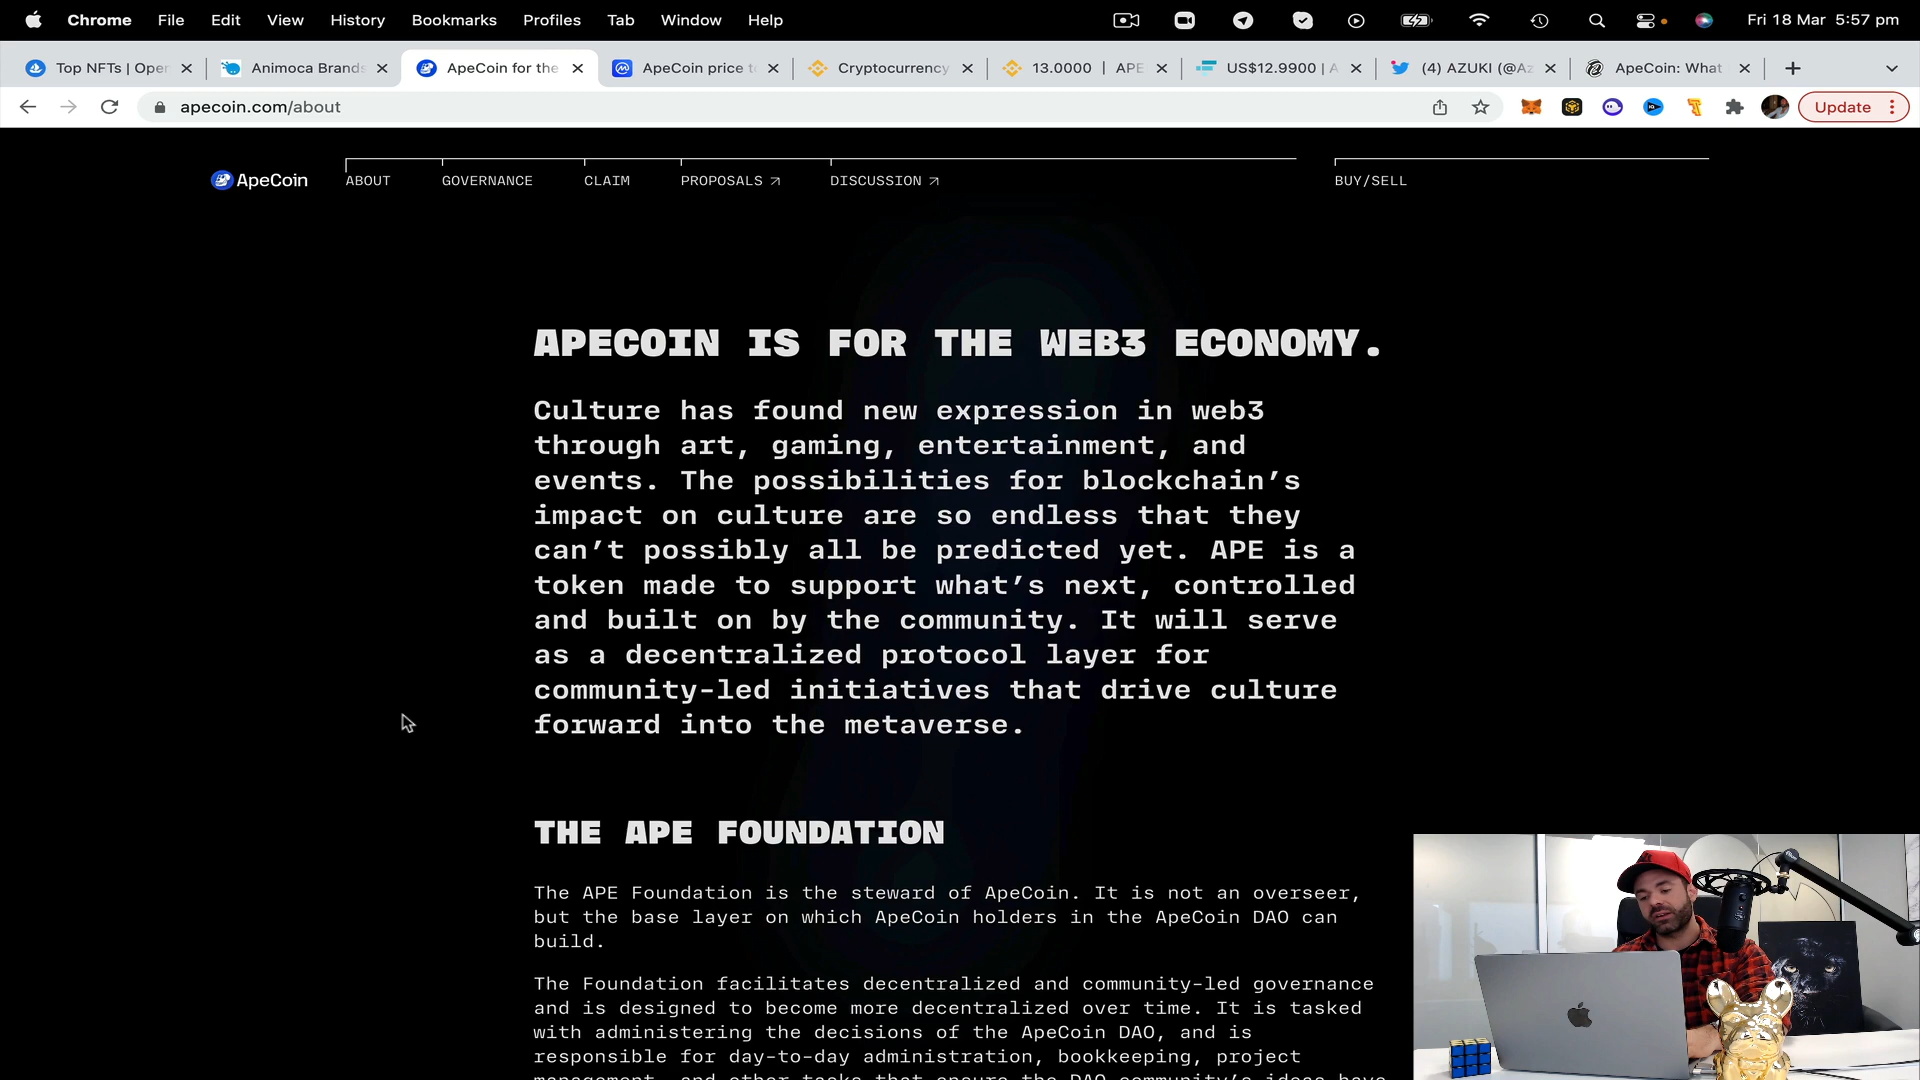 Chrome File Edit View History Bookmarks Profiles Tab Window Help Fri 18 Mar 5:57 pm
Top NFTs | Oper Animoca Brands ApeCoin for the ApeCoin price to Cryptocurrency 13.0000 | APE US$12.9900 | A (4) AZUKI (@Az ApeCoin: What
apecoin.com/about Update
ApeCoin ABOUT GOVERNANCE CLAIM PROPOSALS ↗ DISCUSSION ↗ BUY/SELL
APECOIN IS FOR THE WEB3 ECONOMY.
Culture has found new expression in web3
through art, gaming, entertainment, and
events. The possibilities for blockchain’s
impact on culture are so endless that they
can’t possibly all be predicted yet. APE is a
token made to support what’s next, controlled
and built on by the community. It will serve
as a decentralized protocol layer for
community-led initiatives that drive culture
forward into the metaverse.
THE APE FOUNDATION
The APE Foundation is the steward of ApeCoin. It is not an overseer,
but the base layer on which ApeCoin holders in the ApeCoin DAO can
build.
The Foundation facilitates decentralized and community-led governance
and is designed to become more decentralized over time. It is tasked
with administering the decisions of the ApeCoin DAO, and is
responsible for day-to-day administration, bookkeeping, project
management, and other tasks that ensure the DAO community’s ideas have